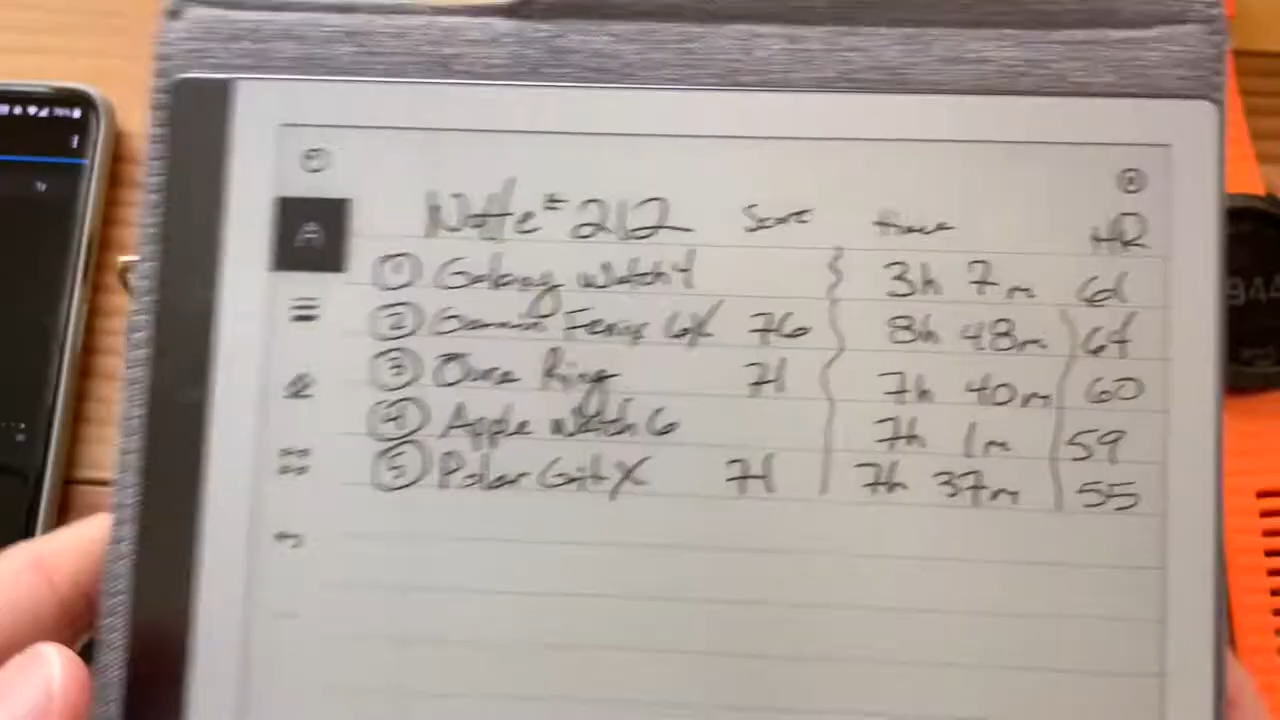 Note #212 Score time HR
① Galaxy Watch 4 3h 7m 61
② Garmin Fenix 6X 76 8h 48m 64
③ Oura Ring 71 7h 40m 60
④ Apple Watch 6 7h 1m 59
⑤ Polar Grit X 71 7h 37m 55
A
944